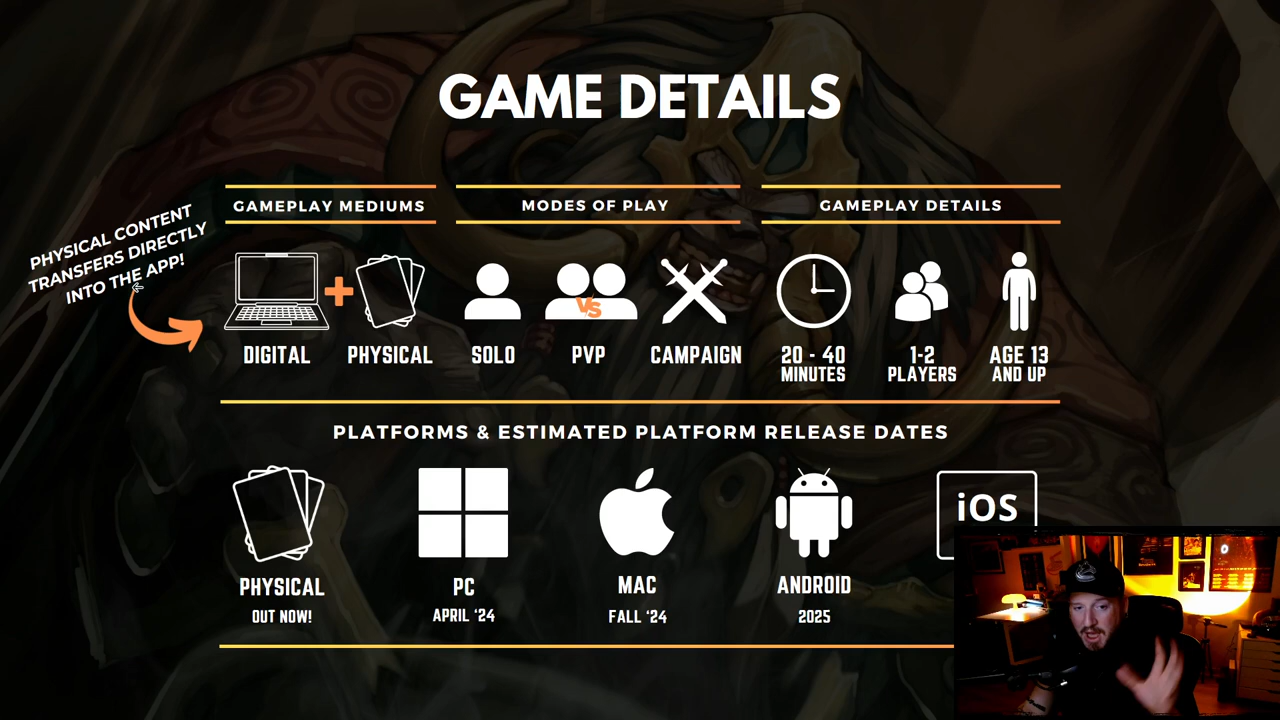 GAME DETAILS
GAMEPLAY MEDIUMS
MODES OF PLAY
GAMEPLAY DETAILS
PHYSICAL CONTENT
TRANSFERS DIRECTLY
INTO THE APP!
VS
DIGITAL
PHYSICAL
SOLO
PVP
CAMPAIGN
20 - 40
MINUTES
1-2
PLAYERS
AGE 13
AND UP
PLATFORMS & ESTIMATED PLATFORM RELEASE DATES
iOS
PHYSICAL
PC
MAC
ANDROID
OUT NOW!
APRIL ‘24
FALL ‘24
2025